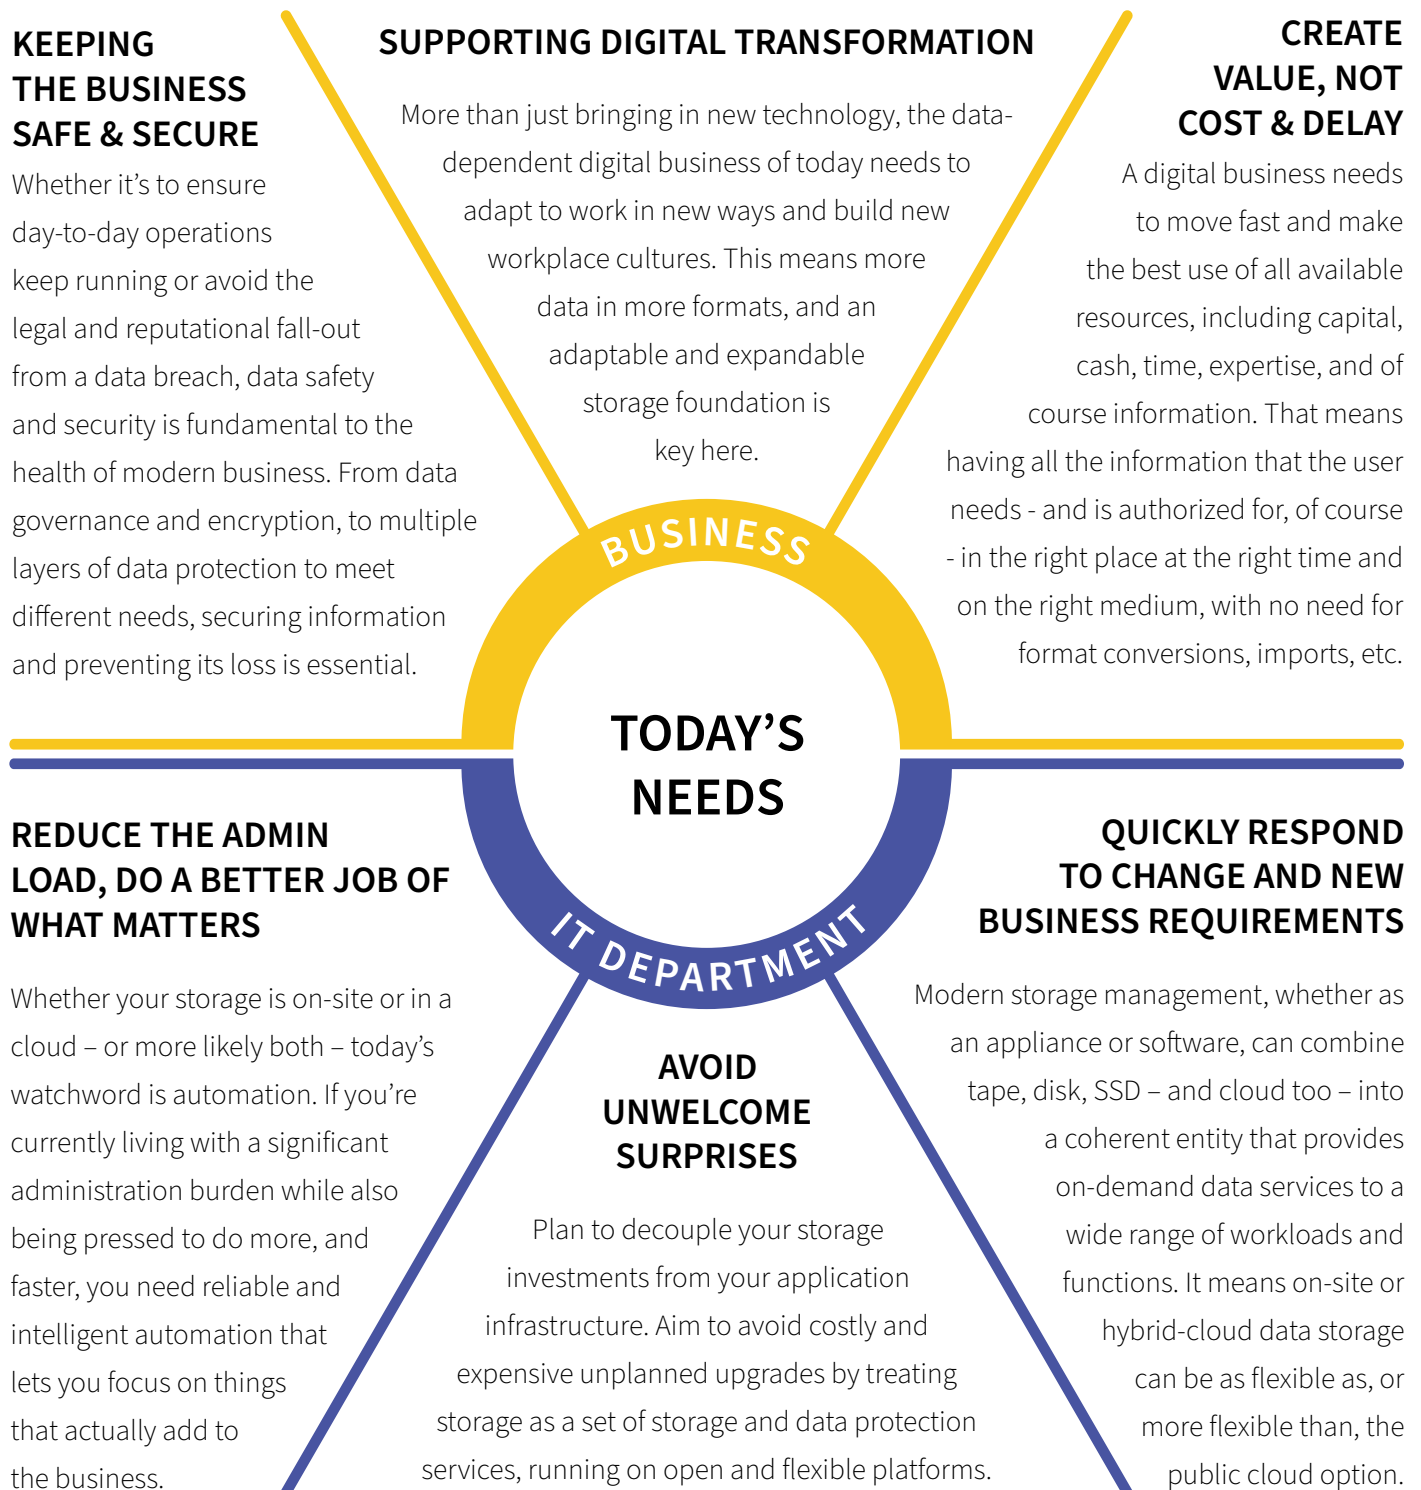 KEEPING
THE BUSINESS
SAFE & SECURE
Whether it’s to ensure
day-to-day operations
keep running or avoid the
legal and reputational fall-out
from a data breach, data safety
and security is fundamental to the
health of modern business. From data
governance and encryption, to multiple
layers of data protection to meet
different needs, securing information
and preventing its loss is essential.
SUPPORTING DIGITAL TRANSFORMATION
More than just bringing in new technology, the data-
dependent digital business of today needs to
adapt to work in new ways and build new
workplace cultures. This means more
data in more formats, and an
adaptable and expandable
storage foundation is
key here.
CREATE
VALUE, NOT
COST & DELAY
A digital business needs
to move fast and make
the best use of all available
resources, including capital,
cash, time, expertise, and of
course information. That means
having all the information that the user
needs - and is authorized for, of course
- in the right place at the right time and
on the right medium, with no need for
format conversions, imports, etc.
BUSINESS
TODAY’S
NEEDS
IT DEPARTMENT
REDUCE THE ADMIN
LOAD, DO A BETTER JOB OF
WHAT MATTERS
Whether your storage is on-site or in a
cloud – or more likely both – today’s
watchword is automation. If you’re
currently living with a significant
administration burden while also
being pressed to do more, and
faster, you need reliable and
intelligent automation that
lets you focus on things
that actually add to
the business.
AVOID
UNWELCOME
SURPRISES
Plan to decouple your storage
investments from your application
infrastructure. Aim to avoid costly and
expensive unplanned upgrades by treating
storage as a set of storage and data protection
services, running on open and flexible platforms.
QUICKLY RESPOND
TO CHANGE AND NEW
BUSINESS REQUIREMENTS
Modern storage management, whether as
an appliance or software, can combine
tape, disk, SSD – and cloud too – into
a coherent entity that provides
on-demand data services to a
wide range of workloads and
functions. It means on-site or
hybrid-cloud data storage
can be as flexible as, or
more flexible than, the
public cloud option.